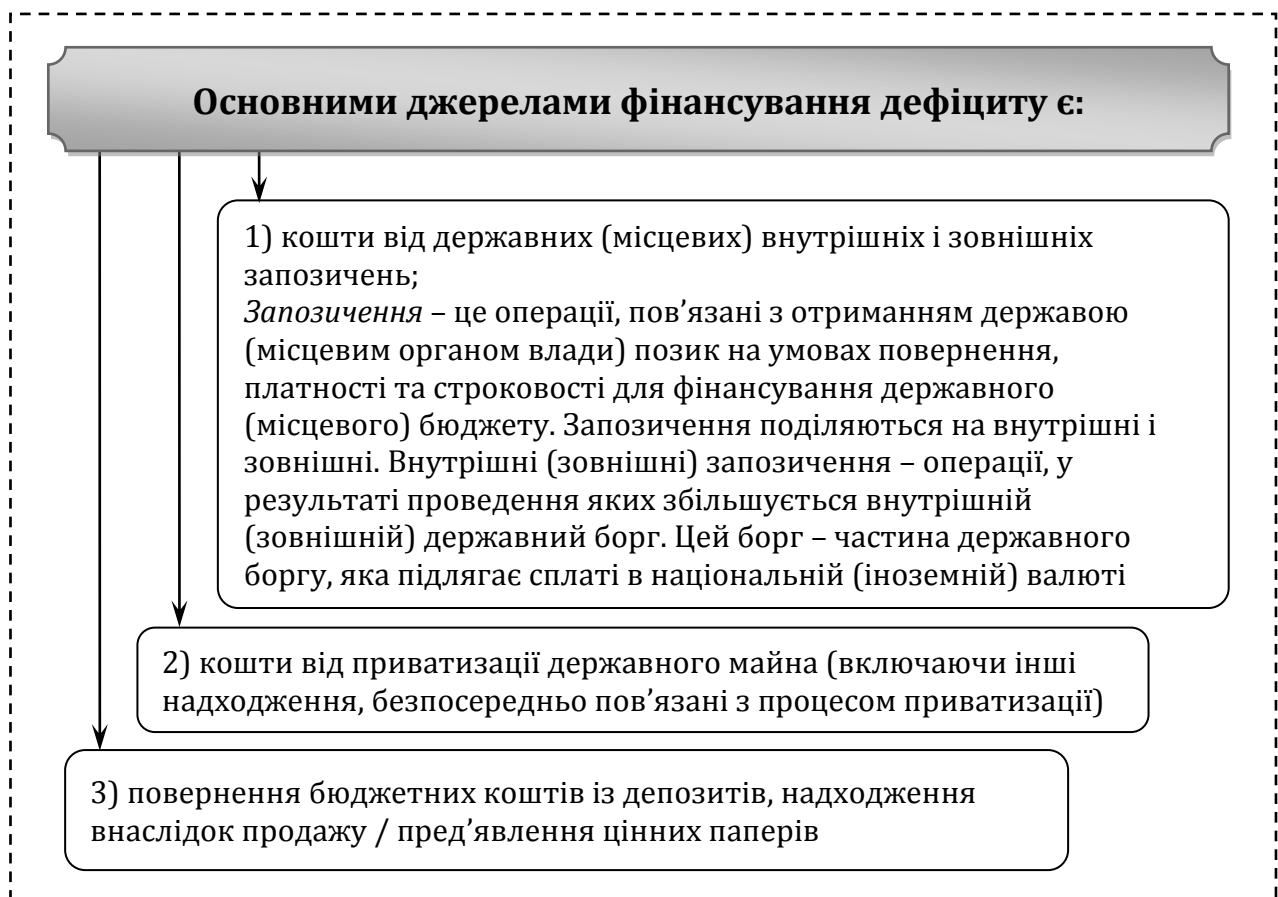 Основними джерелами фінансування дефіциту є:
1) кошти від державних (місцевих) внутрішніх і зовнішніх
запозичень;
Запозичення – це операції, пов’язані з отриманням державою
(місцевим органом влади) позик на умовах повернення,
платності та строковості для фінансування державного
(місцевого) бюджету. Запозичення поділяються на внутрішні і
зовнішні. Внутрішні (зовнішні) запозичення – операції, у
результаті проведення яких збільшується внутрішній
(зовнішній) державний борг. Цей борг – частина державного
боргу, яка підлягає сплаті в національній (іноземній) валюті
2) кошти від приватизації державного майна (включаючи інші
надходження, безпосередньо пов’язані з процесом приватизації)
3) повернення бюджетних коштів із депозитів, надходження
внаслідок продажу / пред’явлення цінних паперів